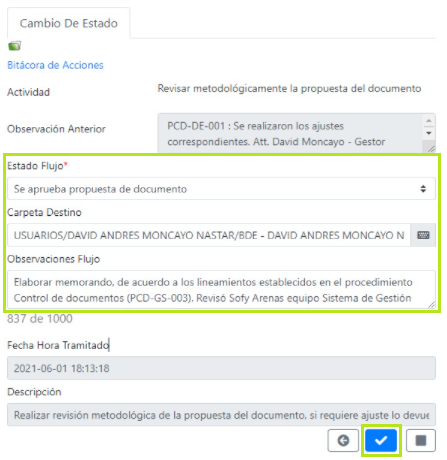 Cambio De Estado
Bitácora de Acciones
Actividad
Revisar metodológicamente la propuesta del documento
Observación Anterior
PCD-DE-001 : Se realizaron los ajustes
correspondientes. Att. David Moncayo - Gestor
Estado Flujo*
Se aprueba propuesta de documento
Carpeta Destino
USUARIOS/DAVID ANDRES MONCAYO NASTAR/BDE - DAVID ANDRES MONCAYO N
Observaciones Flujo
Elaborar memorando, de acuerdo a los lineamientos establecidos en el procedimiento
Control de documentos (PCD-GS-003). Revisó Sofy Arenas equipo Sistema de Gestión
837 de 1000
Fecha Hora Tramitado
2021-06-01 18:13:18
Descripción
Realizar revisión metodológica de la propuesta del documento, si requiere ajuste lo devue